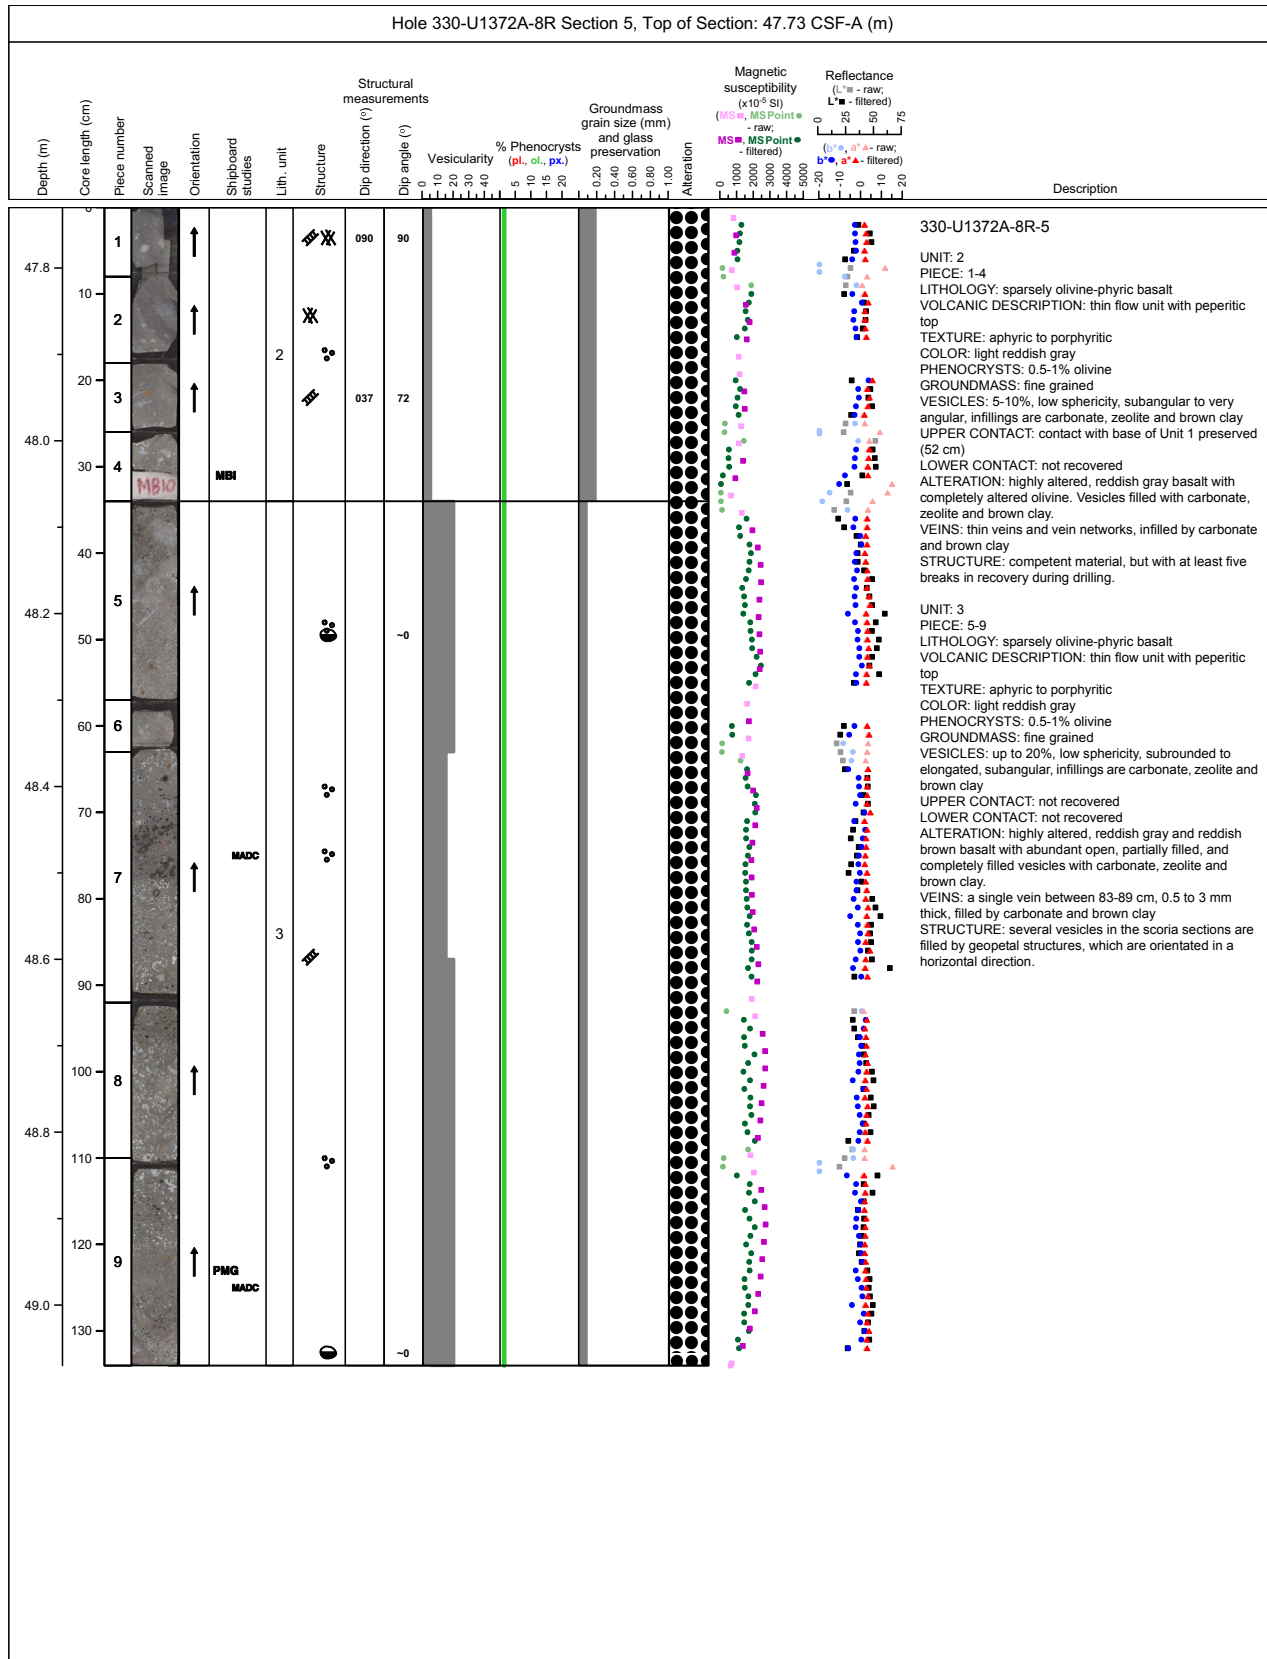 Hole 330-U1372A-8R Section 5, Top of Section: 47.73 CSF-A (m)
Depth (m)
Core length (cm)
Piece number
Scanned
image
Orientation
Shipboard
studies
Lith. unit
Structure
Structural
measurements
Dip direction (°)
Dip angle (°)
Vesicularity
0 10 20 30 40
% Phenocrysts
(pl., ol., px.)
5 10 15 20
Groundmass
grain size (mm)
and glass
preservation
0.20 0.40 0.60 0.80 1.00
Alteration
Magnetic
susceptibility
(x10-5 SI)
(MS■, MSPoint●
- raw;
MS■, MSPoint●
- filtered)
0 1000 2000 3000 4000 5000
Reflectance
(L*■ - raw;
L*■ - filtered)
0 25 50 75
(b*●, a*▲- raw;
b*●, a*▲- filtered)
-20 -10 0 10 20
Description
47.8
48.0
48.2
48.4
48.6
48.8
49.0
0
10
20
30
40
50
60
70
80
90
100
110
120
130
1
2
3
4
5
6
7
8
9
MBIO
MBI
MADC
PMG
MADC
2
3
090 90
037 72
~0
~0
330-U1372A-8R-5
UNIT: 2
PIECE: 1-4
LITHOLOGY: sparsely olivine-phyric basalt
VOLCANIC DESCRIPTION: thin flow unit with peperitic
top
TEXTURE: aphyric to porphyritic
COLOR: light reddish gray
PHENOCRYSTS: 0.5-1% olivine
GROUNDMASS: fine grained
VESICLES: 5-10%, low sphericity, subangular to very
angular, infillings are carbonate, zeolite and brown clay
UPPER CONTACT: contact with base of Unit 1 preserved
(52 cm)
LOWER CONTACT: not recovered
ALTERATION: highly altered, reddish gray basalt with
completely altered olivine. Vesicles filled with carbonate,
zeolite and brown clay.
VEINS: thin veins and vein networks, infilled by carbonate
and brown clay
STRUCTURE: competent material, but with at least five
breaks in recovery during drilling.
UNIT: 3
PIECE: 5-9
LITHOLOGY: sparsely olivine-phyric basalt
VOLCANIC DESCRIPTION: thin flow unit with peperitic
top
TEXTURE: aphyric to porphyritic
COLOR: light reddish gray
PHENOCRYSTS: 0.5-1% olivine
GROUNDMASS: fine grained
VESICLES: up to 20%, low sphericity, subrounded to
elongated, subangular, infillings are carbonate, zeolite and
brown clay
UPPER CONTACT: not recovered
LOWER CONTACT: not recovered
ALTERATION: highly altered, reddish gray and reddish
brown basalt with abundant open, partially filled, and
completely filled vesicles with carbonate, zeolite and
brown clay.
VEINS: a single vein between 83-89 cm, 0.5 to 3 mm
thick, filled by carbonate and brown clay
STRUCTURE: several vesicles in the scoria sections are
filled by geopetal structures, which are orientated in a
horizontal direction.